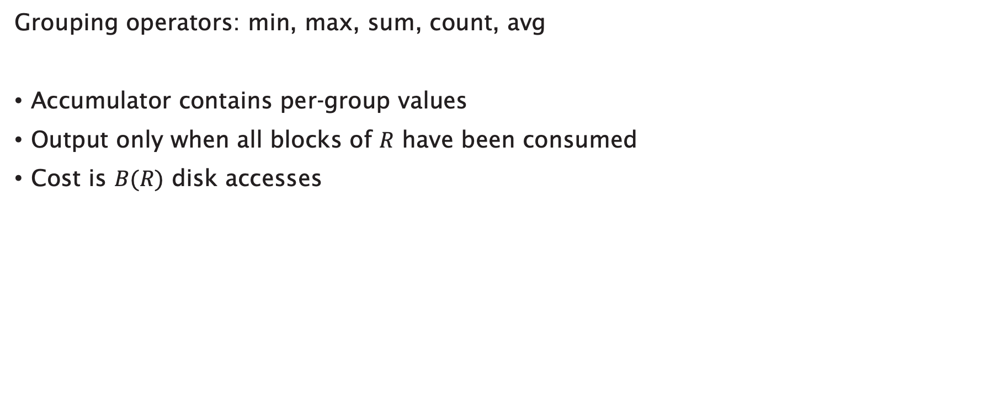 Grouping operators: min, max, sum, count, avg
• Accumulator contains per-group values
• Output only when all blocks of R have been consumed
• Cost is B(R) disk accesses